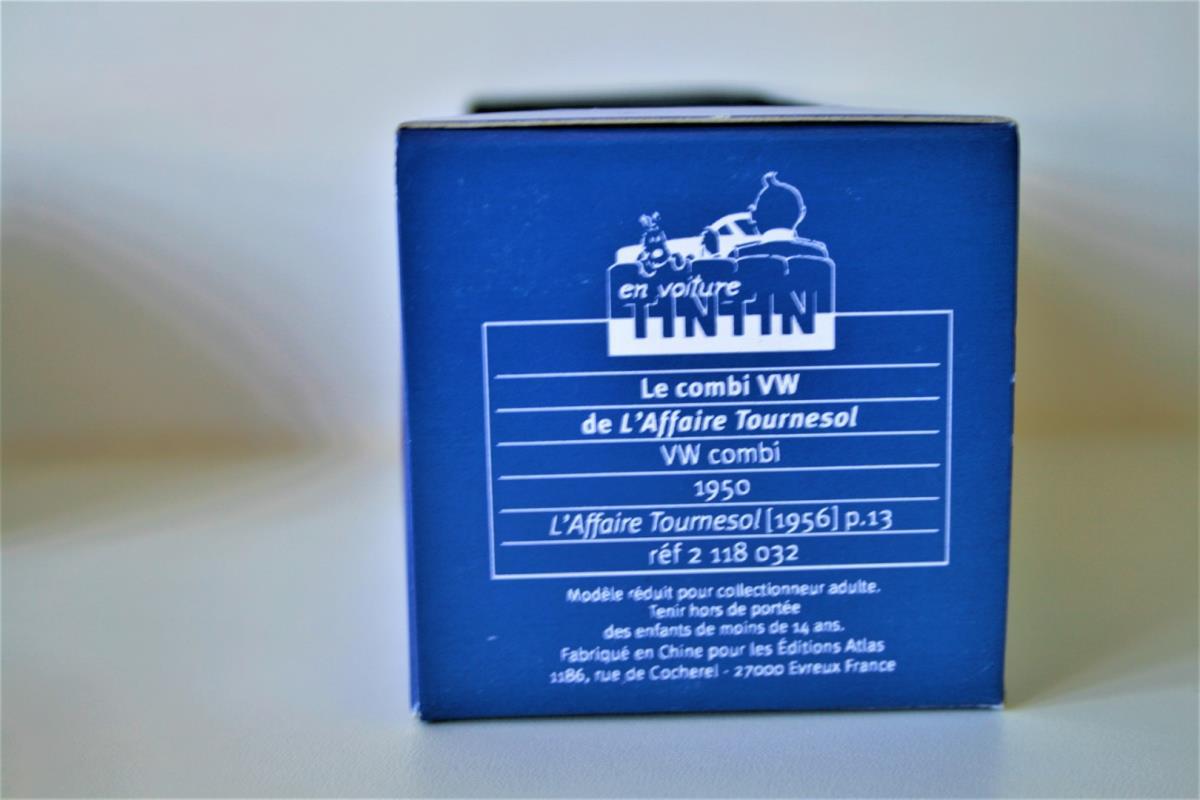 en voiture
TINTIN
Le combi VW
de L'Affaire Tournesol
VW combi
1950
L'Affaire Tournesol [1956] p.13
réf 2 118 032
Modèle réduit pour collectionneur adulte.
Tenir hors de portée
des enfants de moins de 14 ans.
Fabriqué en Chine pour les Éditions Atlas
1186, rue de Cocherel - 27000 Evreux France